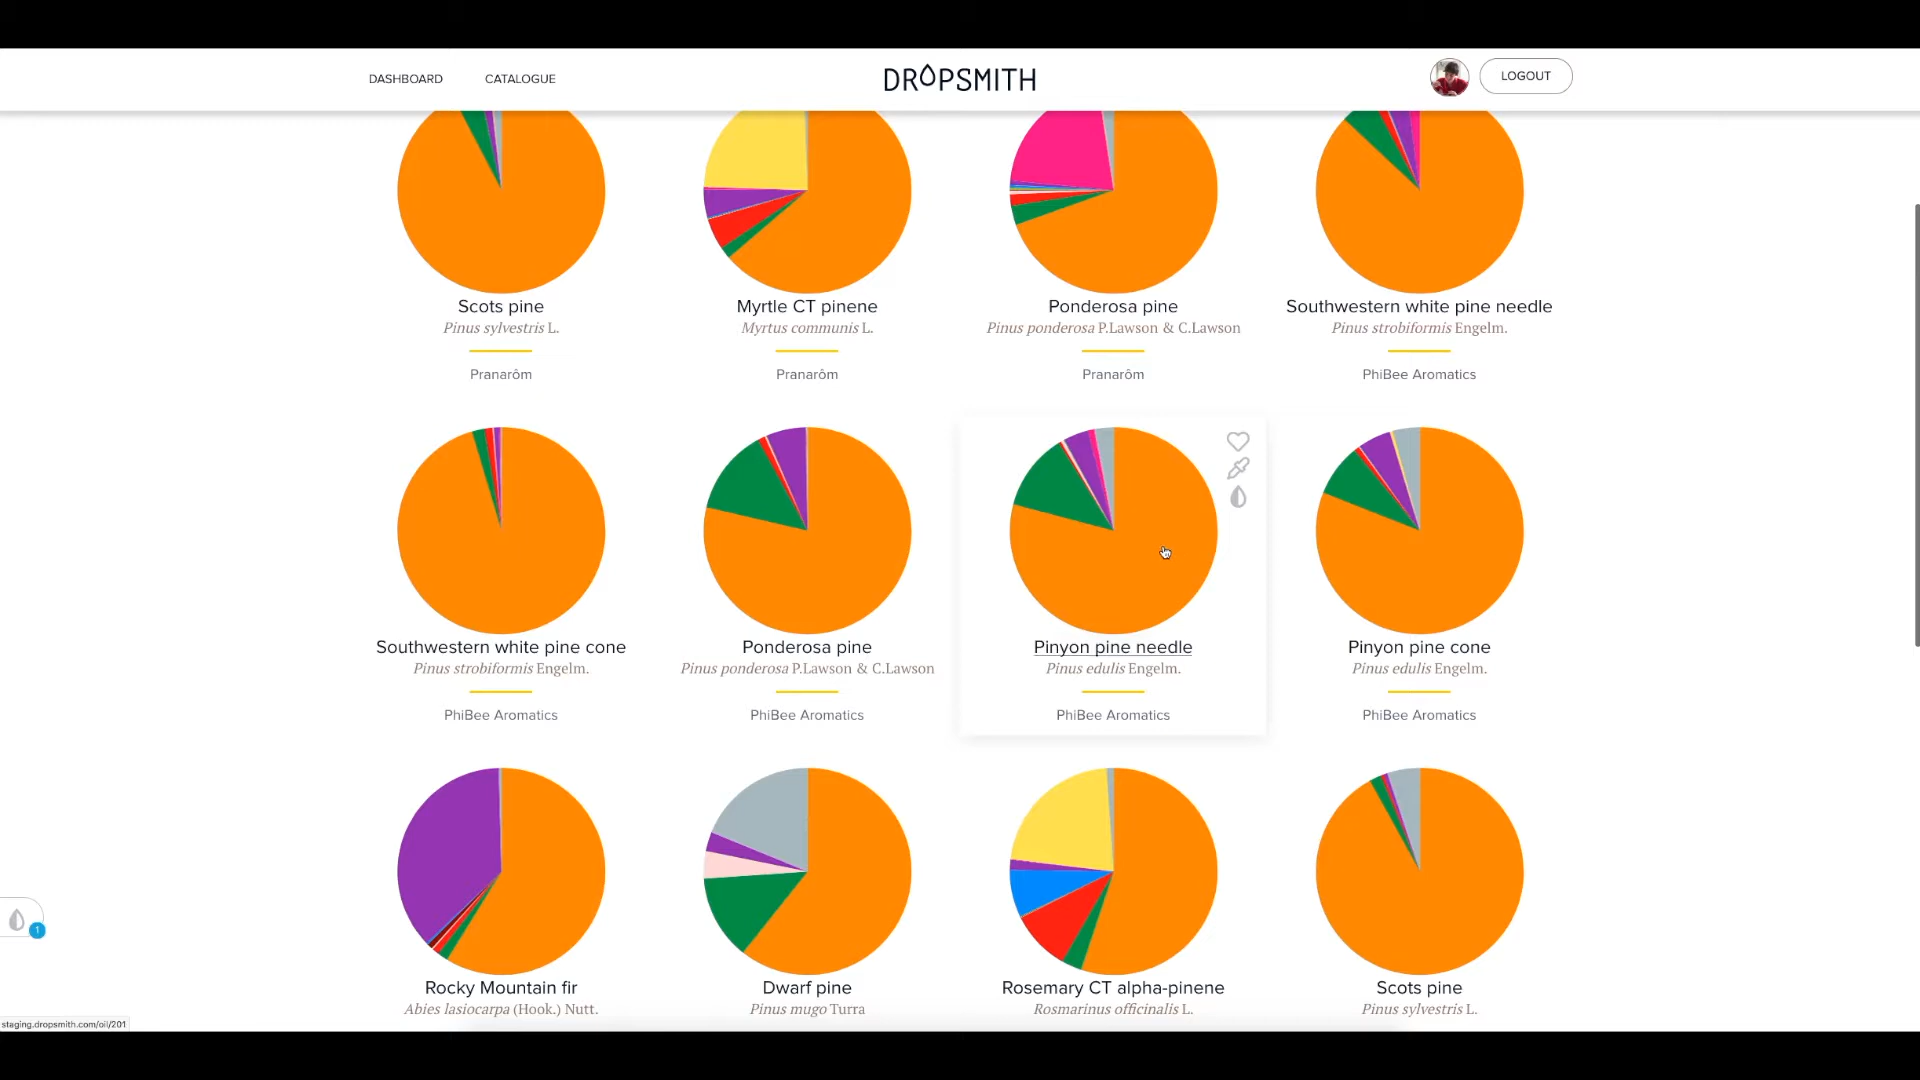 DASHBOARD
CATALOGUE
DROPSMITH
LOGOUT
Scots pine
Pinus sylvestris L.
Pranarôm
Myrtle CT pinene
Myrtus communis L.
Pranarôm
Ponderosa pine
Pinus ponderosa P.Lawson & C.Lawson
Pranarôm
Southwestern white pine needle
Pinus strobiformis Engelm.
PhiBee Aromatics
Southwestern white pine cone
Pinus strobiformis Engelm.
PhiBee Aromatics
Ponderosa pine
Pinus ponderosa P.Lawson & C.Lawson
PhiBee Aromatics
Pinyon pine needle
Pinus edulis Engelm.
PhiBee Aromatics
Pinyon pine cone
Pinus edulis Engelm.
PhiBee Aromatics
Rocky Mountain fir
Abies lasiocarpa (Hook.) Nutt.
Dwarf pine
Pinus mugo Turra
Rosemary CT alpha-pinene
Rosmarinus officinalis L.
Scots pine
Pinus sylvestris L.
1
staging.dropsmith.com/oil/201